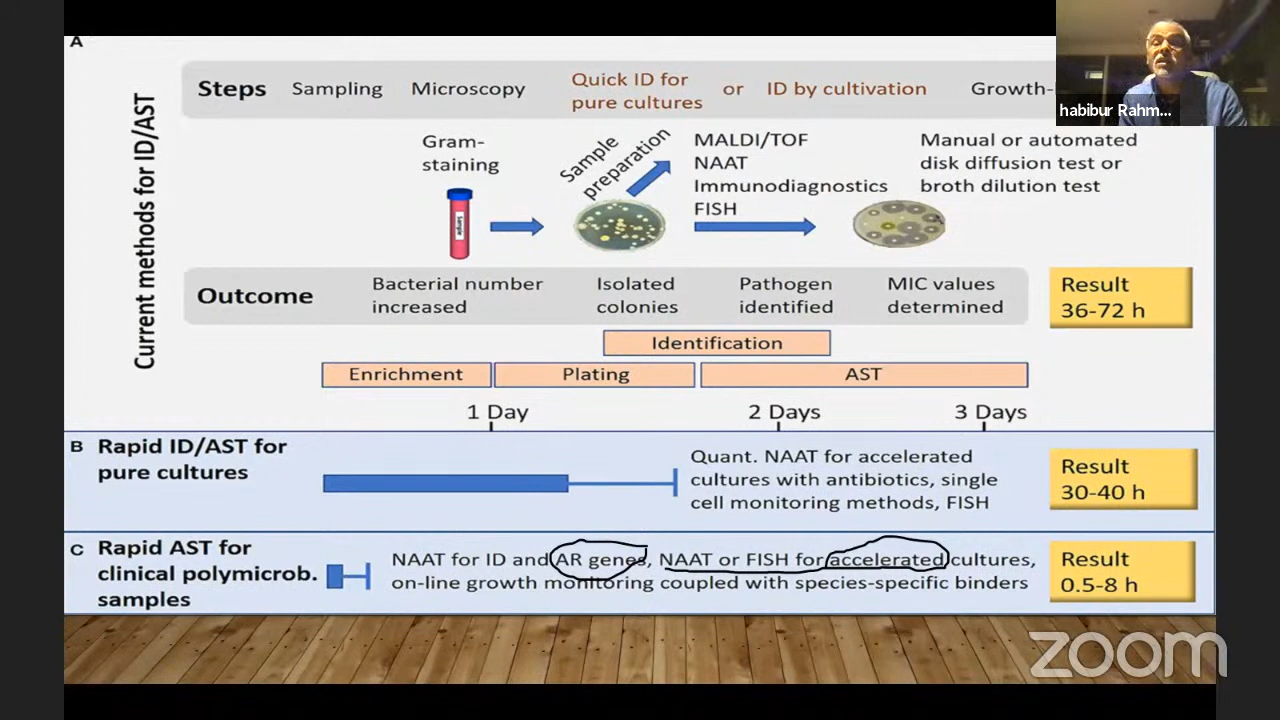 A
Steps Sampling Microscopy Quick ID for pure cultures or ID by cultivation Growth-
habibur Rahm...
Current methods for ID/AST
Gram-
staining
Sample
preparation
Sample
MALDI/TOF
NAAT
Immunodiagnostics
FISH
Manual or automated
disk diffusion test or
broth dilution test
Outcome
Bacterial number
increased
Isolated
colonies
Pathogen
identified
MIC values
determined
Result
36-72 h
Identification
Enrichment Plating AST
1 Day 2 Days 3 Days
B Rapid ID/AST for
pure cultures
Quant. NAAT for accelerated
cultures with antibiotics, single
cell monitoring methods, FISH
Result
30-40 h
C Rapid AST for
clinical polymicrob.
samples
NAAT for ID and AR genes, NAAT or FISH for accelerated cultures,
on-line growth monitoring coupled with species-specific binders
Result
0.5-8 h
zoom